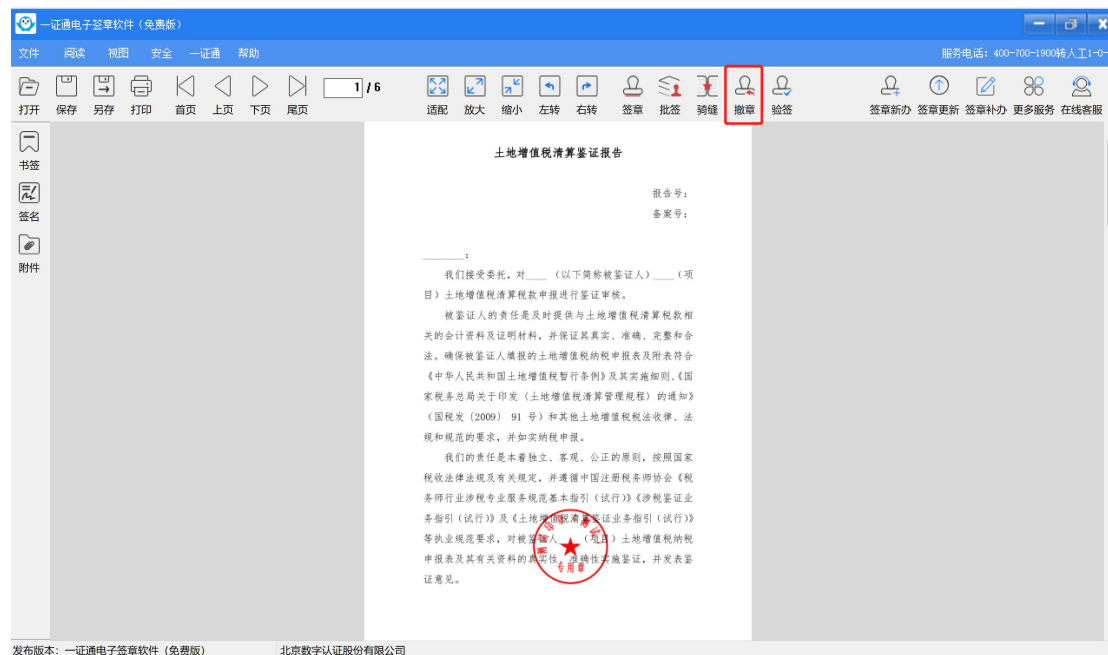 一证通电子签章软件（免费版）
文件 阅读 视图 安全 一证通 帮助
服务电话：400-700-1900转人工1-0-
1 / 6
打开 保存 另存 打印 首页 上页 下页 尾页 适配 放大 缩小 左转 右转 签章 批签 骑缝 撤章 验签 签章新办 签章更新 签章补办 更多服务 在线客服
书签
签名
附件
土地增值税清算鉴证报告
报告号：
备案号：
_______：
我们接受委托，对____（以下简称被鉴证人）____（项
目）土地增值税清算税款申报进行鉴证审核。
被鉴证人的责任是及时提供与土地增值税清算税款相
关的会计资料及证明材料，并保证其真实、准确、完整和合
法。确保被鉴证人填报的土地增值税纳税申报表及附表符合
《中华人民共和国土地增值税暂行条例》及其实施细则、《国
家税务总局关于印发〈土地增值税清算管理规程〉的通知》
（国税发〔2009〕 91 号）和其他土地增值税税法收律、法
规和规范的要求，并如实纳税申报。
我们的责任是本着独立、客观、公正的原则，按照国家
税收法律法规及有关规定，并遵循中国注册税务师协会《税
务师行业涉税专业服务规范基本指引（试行）》《涉税鉴证业
务指引（试行）》及《土地增值税清算鉴证业务指引（试行）》
等执业规范要求，对被鉴证人____（项目）土地增值税纳税
申报表及其有关资料的真实性、准确性实施鉴证，并发表鉴
证意见。
专用章
发布版本：一证通电子签章软件（免费版） 北京数字认证股份有限公司